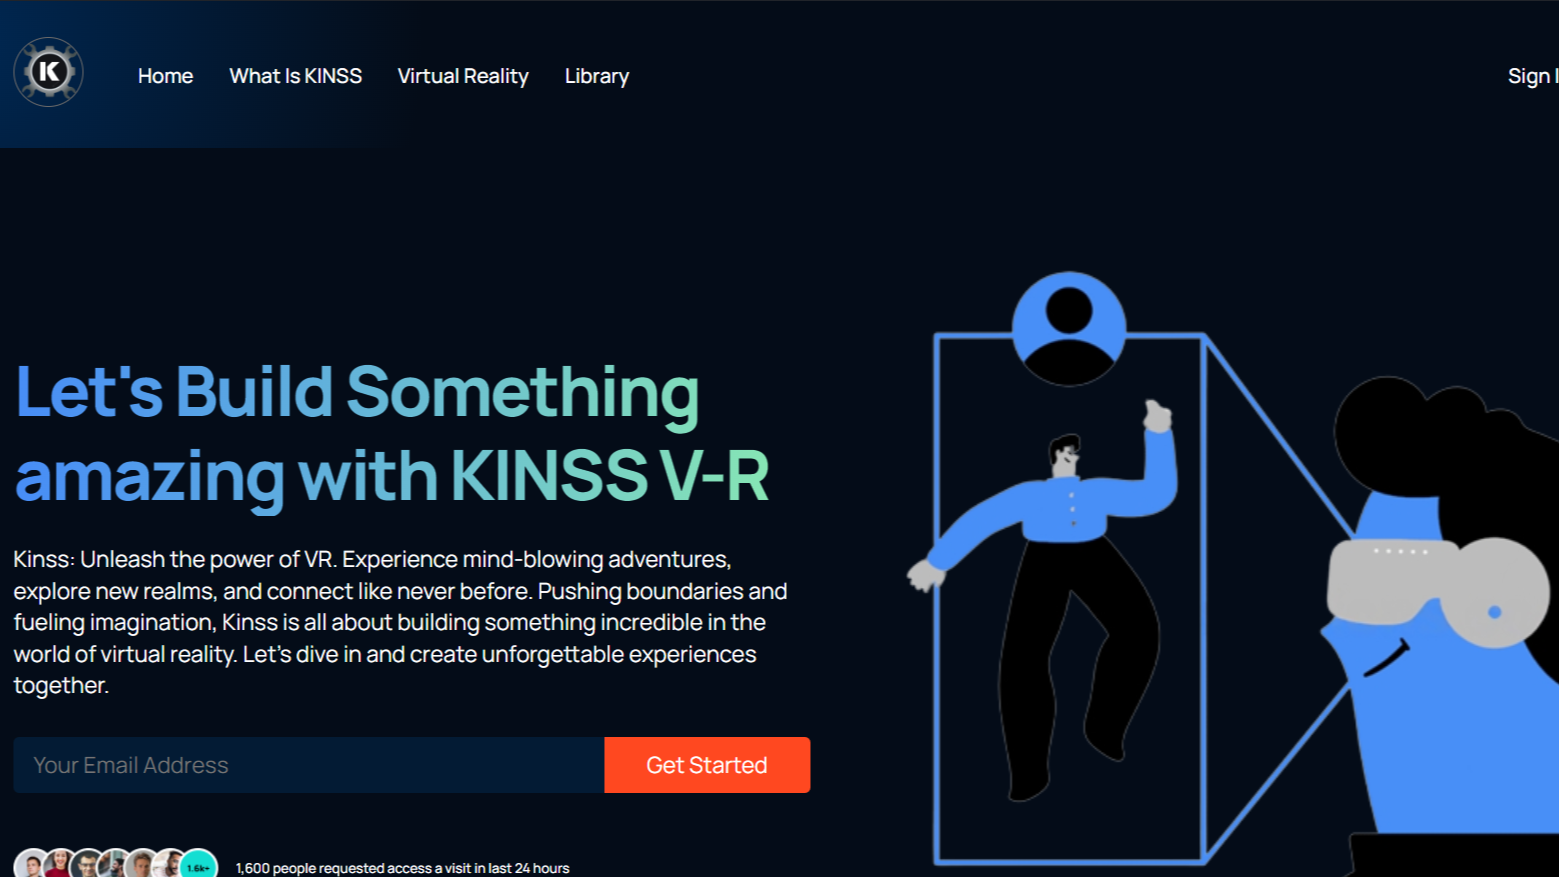 K
Home
What Is KINSS
Virtual Reality
Library
Sign I
Let's Build Something
amazing with KINSS V-R
Kinss: Unleash the power of VR. Experience mind-blowing adventures,
explore new realms, and connect like never before. Pushing boundaries and
fueling imagination, Kinss is all about building something incredible in the
world of virtual reality. Let's dive in and create unforgettable experiences
together.
Your Email Address
Get Started
1.6k+
1,600 people requested access a visit in last 24 hours